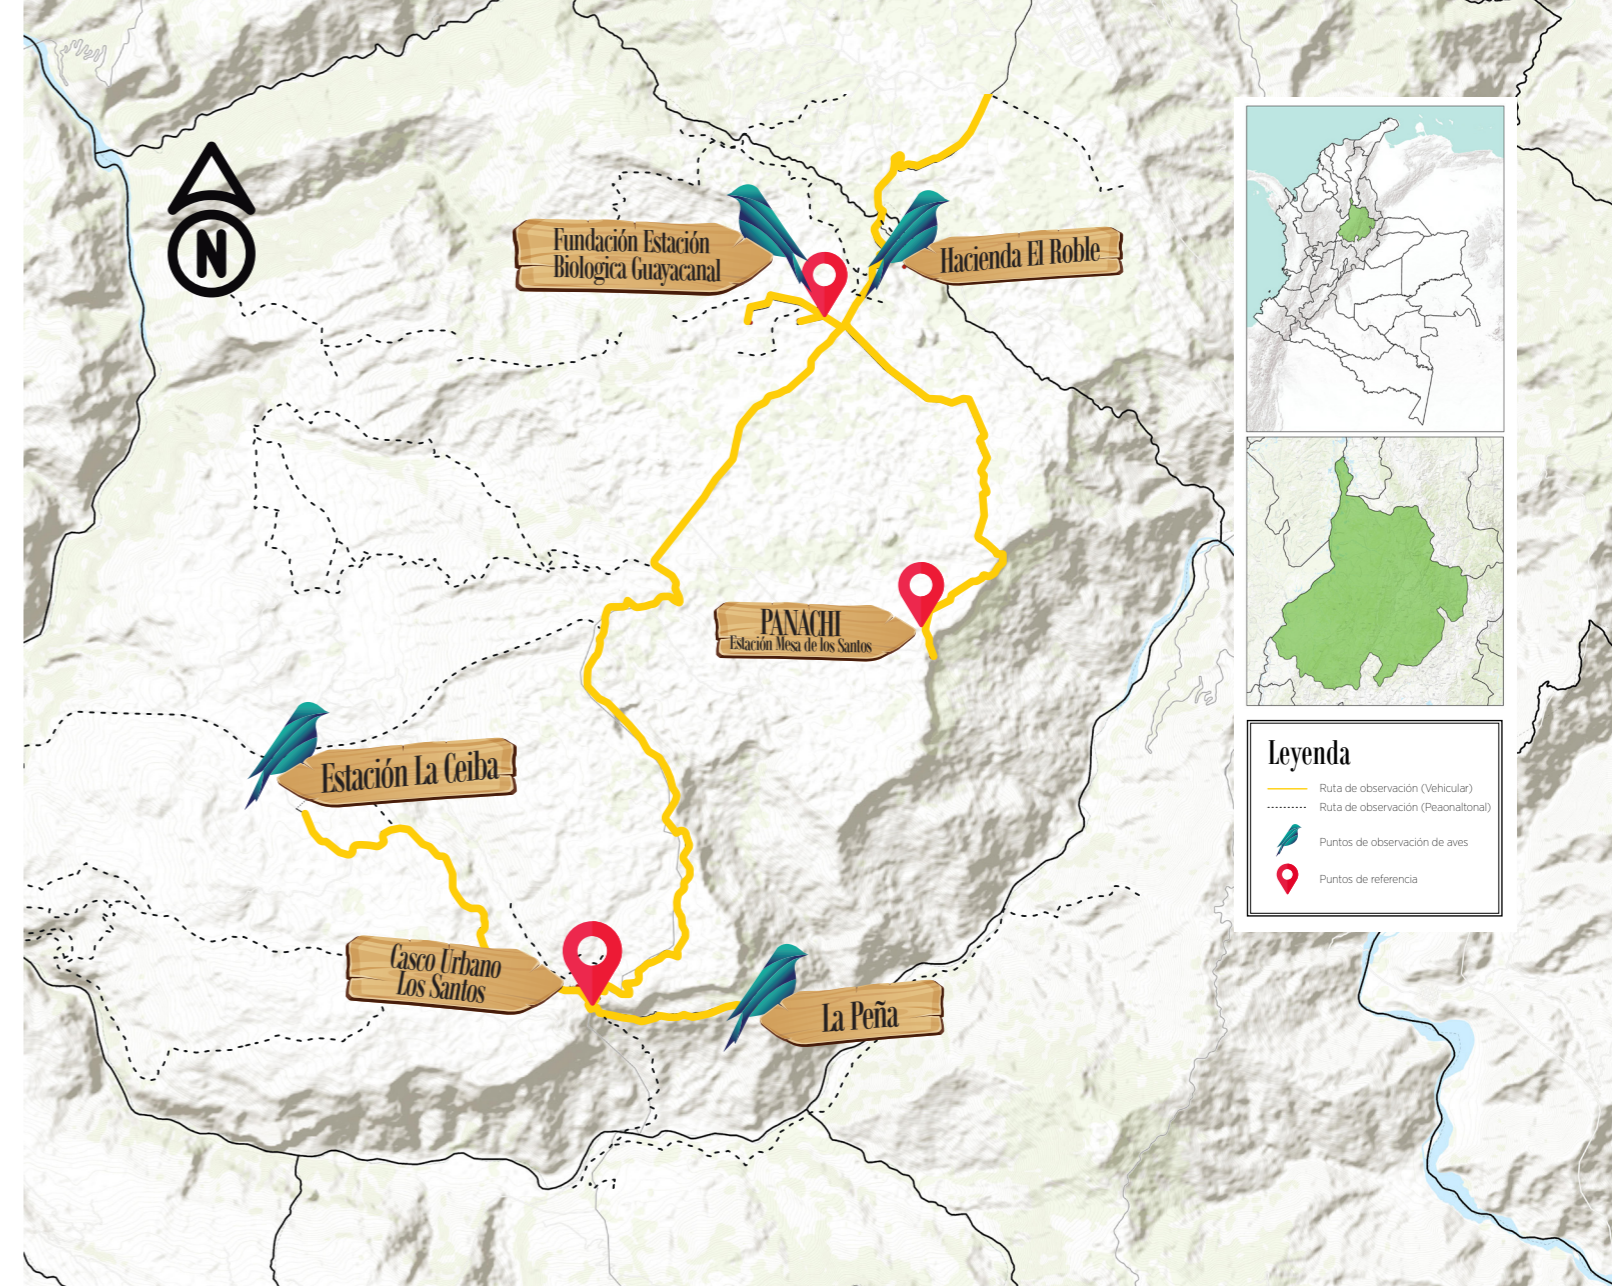 N
Fundación Estación
Biologica Guayacanal
Hacienda El Roble
PANACHI
Estación Mesa de los Santos
Estación La Ceiba
Casco Urbano
Los Santos
La Peña
Leyenda
Ruta de observación (Vehicular)
Ruta de observación (Peaonaltonal)
Puntos de observación de aves
Puntos de referencia